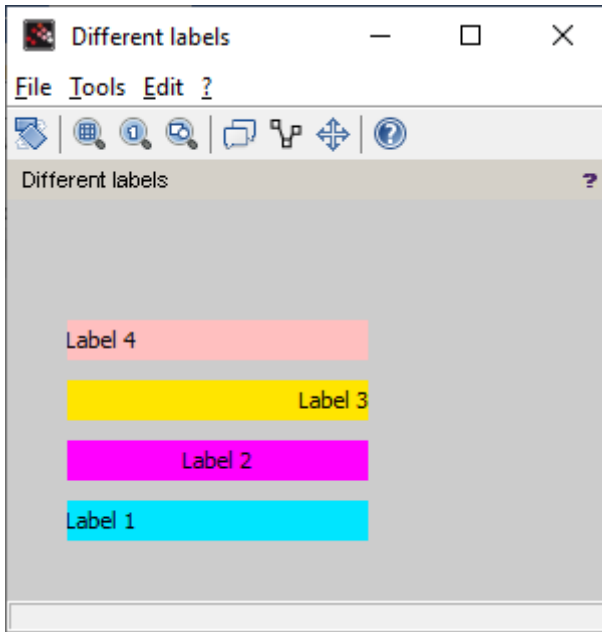 Different labels
File Tools Edit ?
Different labels
Label 4
Label 3
Label 2
Label 1